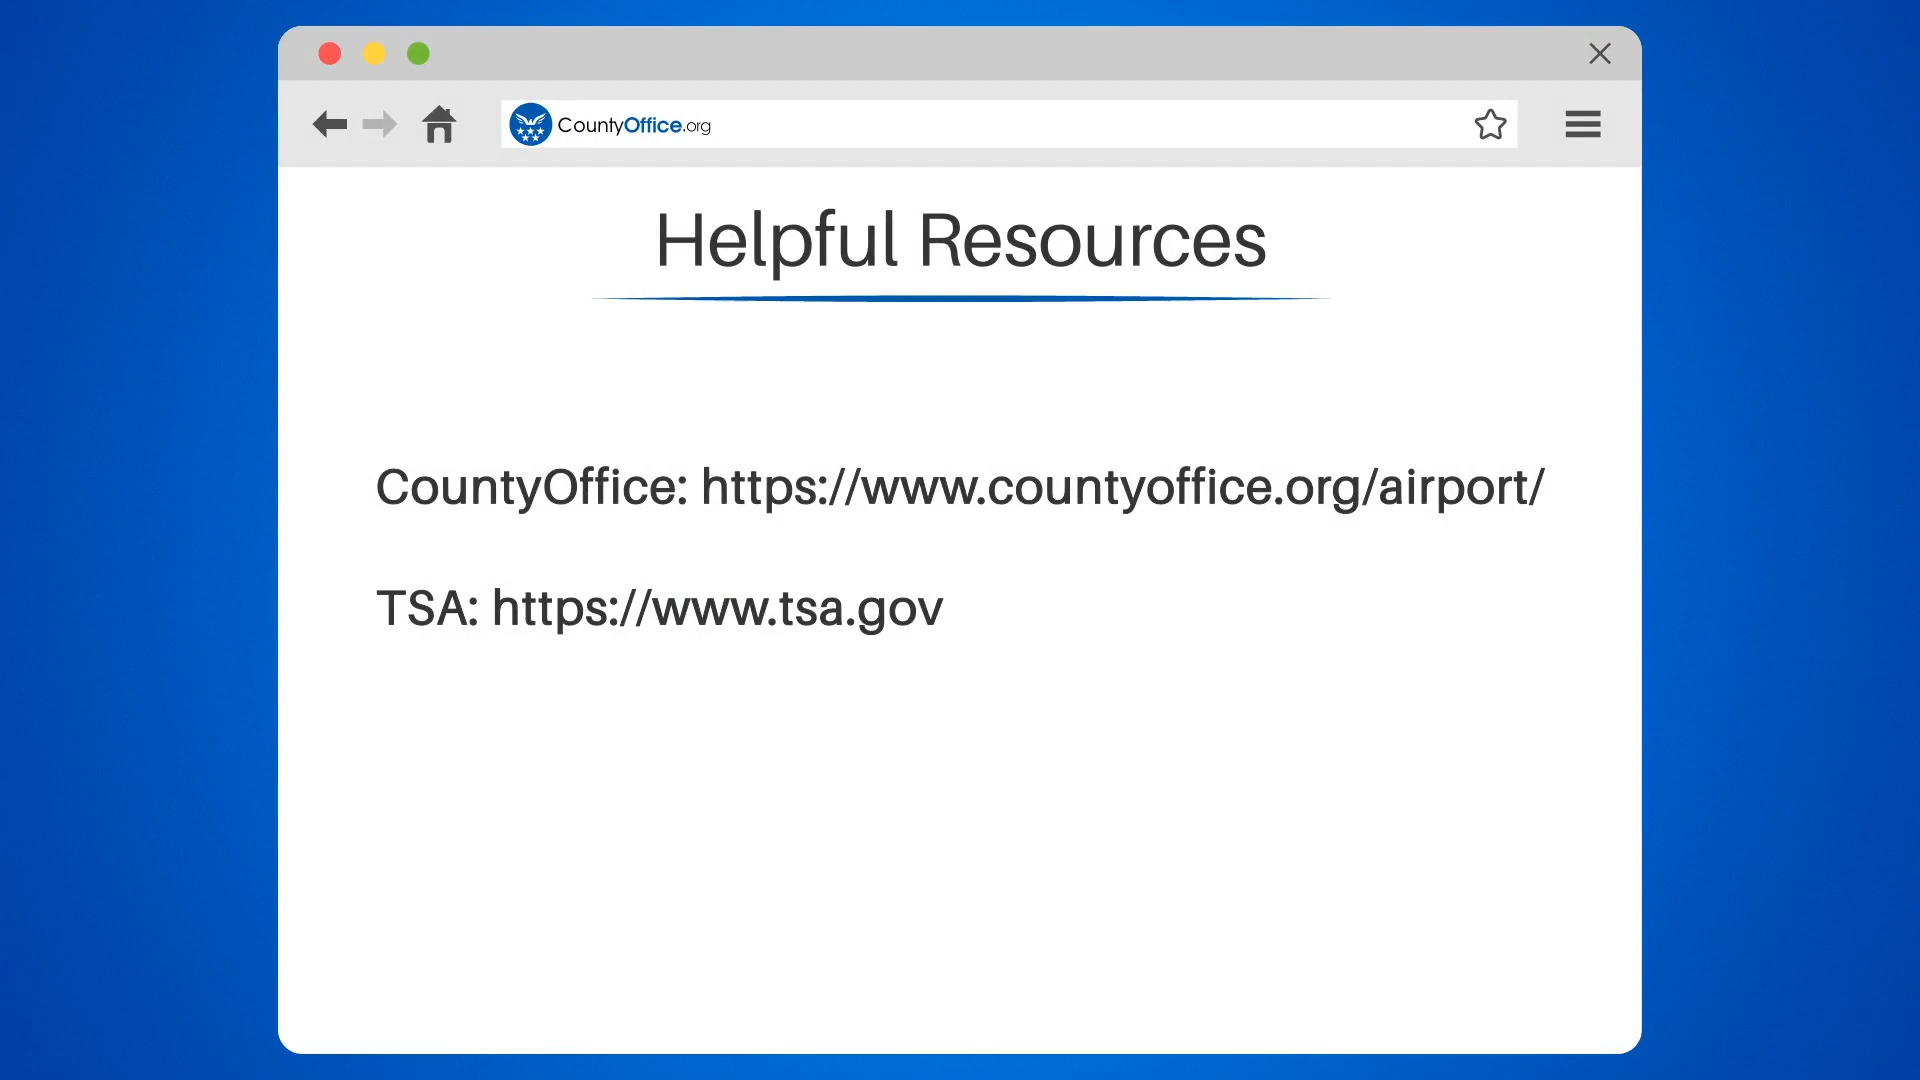 CountyOffice.org
Helpful Resources
CountyOffice: https://www.countyoffice.org/airport/
TSA: https://www.tsa.gov